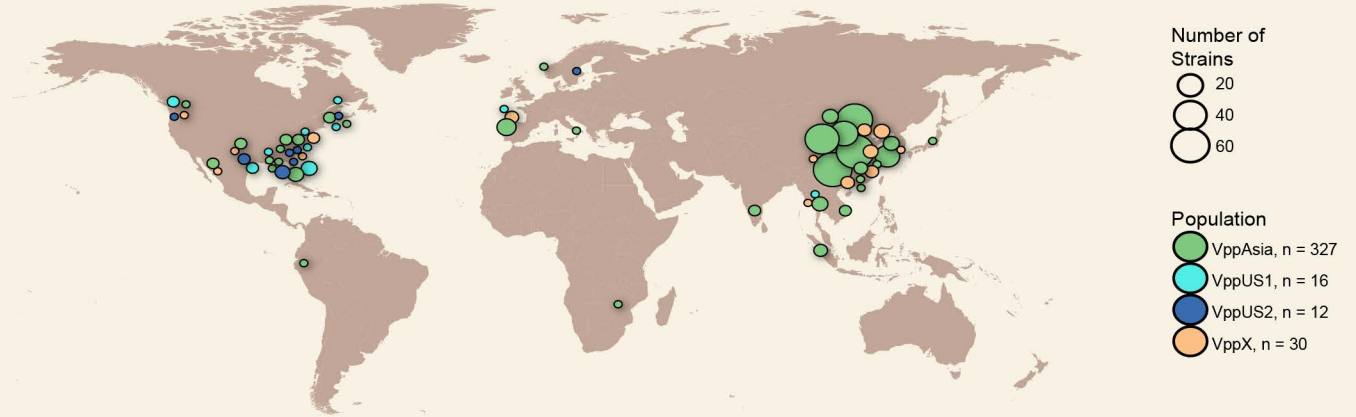 Number of
Strains
20
40
60
Population
VppAsia, n = 327
VppUS1, n = 16
VppUS2, n = 12
VppX, n = 30